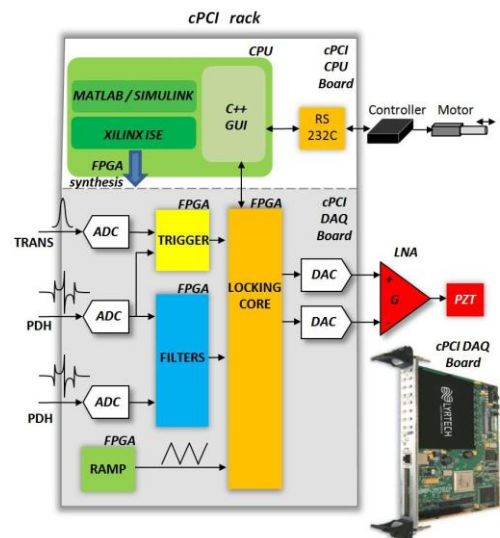 cPCI rack
CPU
cPCI
CPU
Board
MATLAB / SIMULINK
XILINX ISE
C++
GUI
RS
232C
Controller
Motor
FPGA
synthesis
FPGA
FPGA
cPCI
DAQ
Board
TRANS
ADC
TRIGGER
LOCKING
CORE
DAC
LNA
+
G
PZT
PDH
ADC
FPGA
FILTERS
DAC
PDH
ADC
cPCI DAQ
Board
LYRTECH
FPGA
RAMP